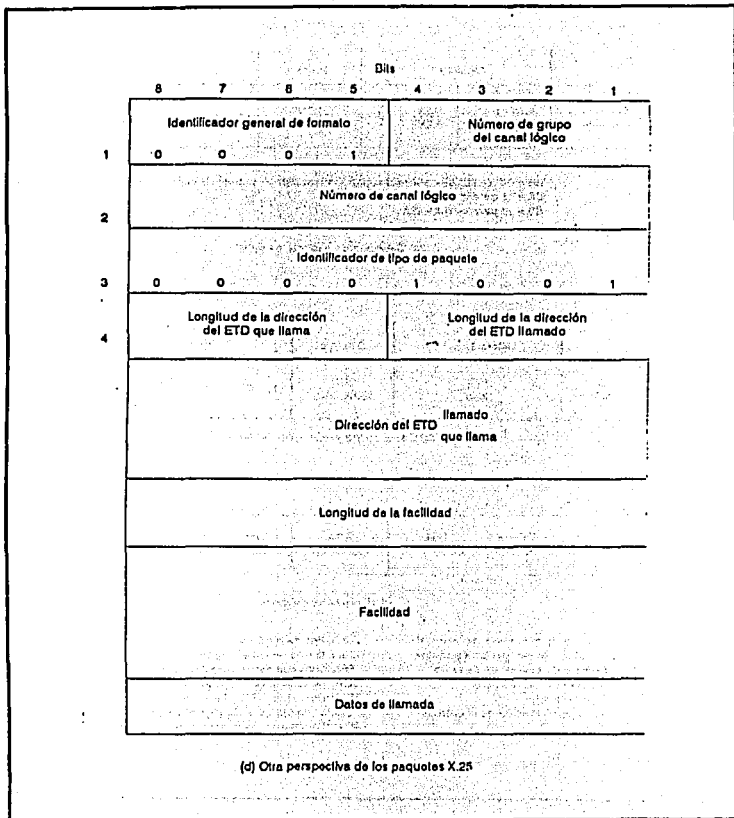 Bits
8 7 6 5 4 3 2 1
Identificador general de formato
Número de grupo
del canal lógico
1 0 0 0 1
Número de canal lógico
2
Identificador de tipo de paquete
3 0 0 0 0 1 0 0 1
Longitud de la dirección
del ETD que llama
Longitud de la dirección
del ETD llamado
4
Dirección del ETD llamado
que llama
Longitud de la facilidad
Facilidad
Datos de llamada
(d) Otra perspectiva de los paquetes X.25